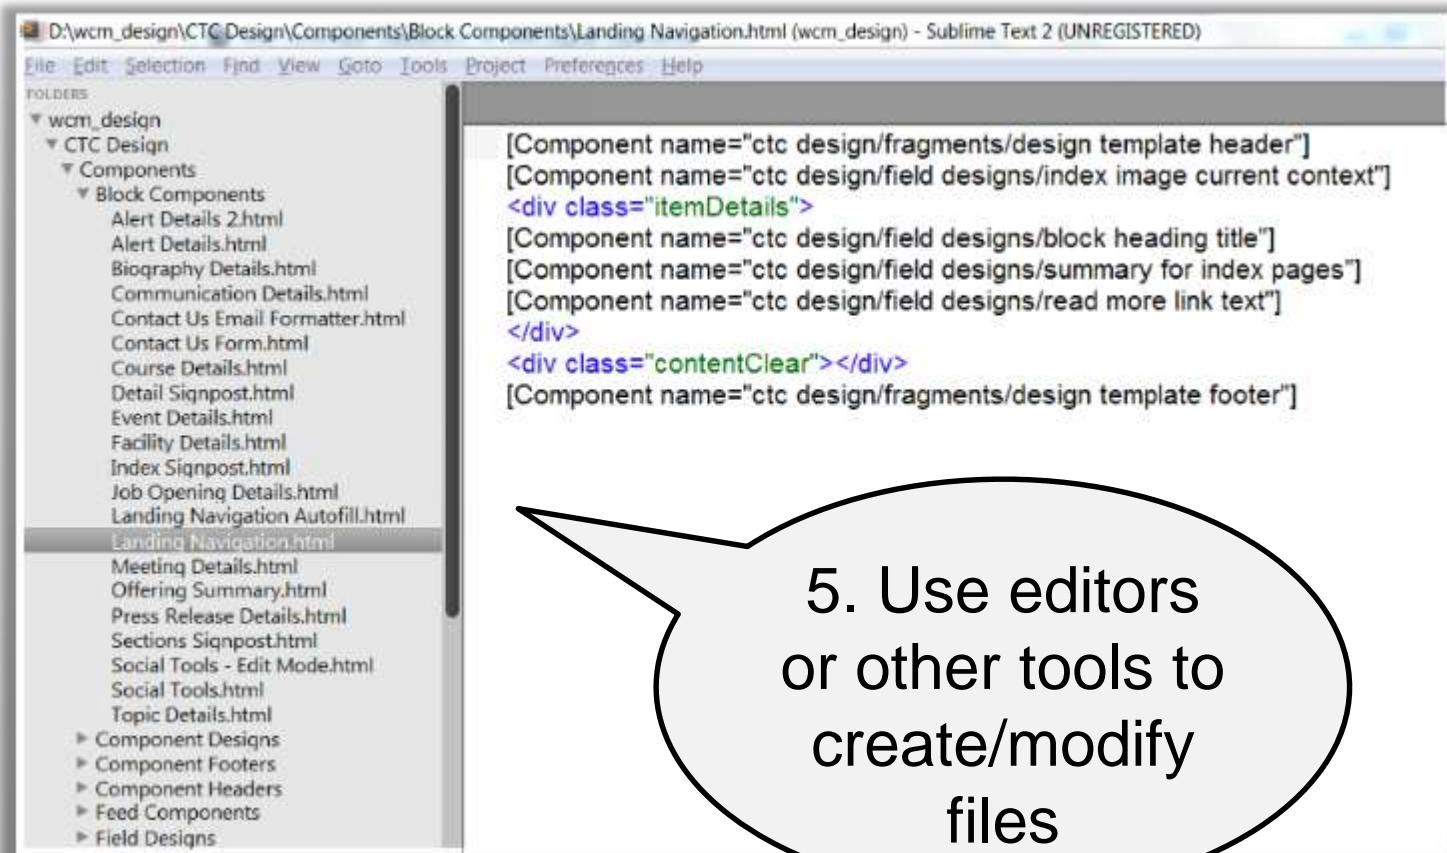 D:\wcm_design\CTC Design\Components\Block Components\Landing Navigation.html (wcm_design) - Sublime Text 2 (UNREGISTERED)
File Edit Selection Find View Goto Tools Project Preferences Help
FOLDERS
wcm_design
CTC Design
Components
Block Components
Alert Details 2.html
Alert Details.html
Biography Details.html
Communication Details.html
Contact Us Email Formatter.html
Contact Us Form.html
Course Details.html
Detail Signpost.html
Event Details.html
Facility Details.html
Index Signpost.html
Job Opening Details.html
Landing Navigation Autofill.html
Landing Navigation.html
Meeting Details.html
Offering Summary.html
Press Release Details.html
Sections Signpost.html
Social Tools - Edit Mode.html
Social Tools.html
Topic Details.html
Component Designs
Component Footers
Component Headers
Feed Components
Field Designs
[Component name="ctc design/fragments/design template header"]
[Component name="ctc design/field designs/index image current context"]
<div class="itemDetails">
[Component name="ctc design/field designs/block heading title"]
[Component name="ctc design/field designs/summary for index pages"]
[Component name="ctc design/field designs/read more link text"]
</div>
<div class="contentClear"></div>
[Component name="ctc design/fragments/design template footer"]
5. Use editors
or other tools to
create/modify
files